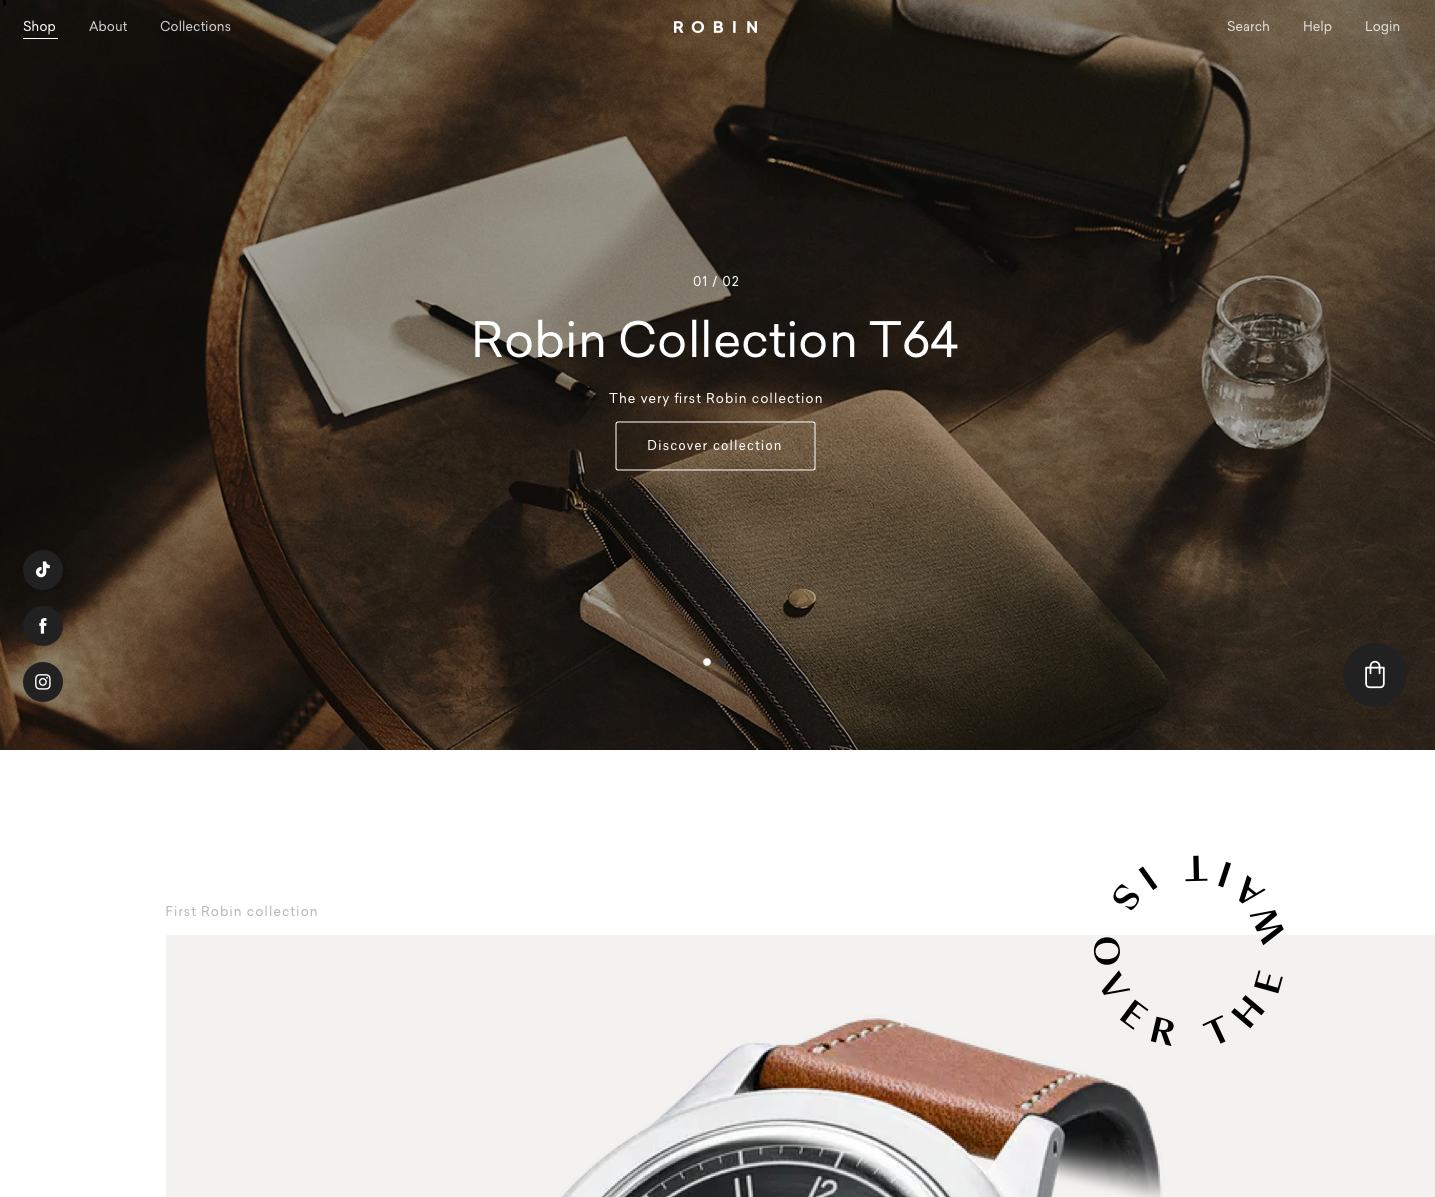 Shop About Collections ROBIN Search Help Login
01 / 02
Robin Collection T64
The very first Robin collection
Discover collection
First Robin collection
THE WAIT IS OVER
12